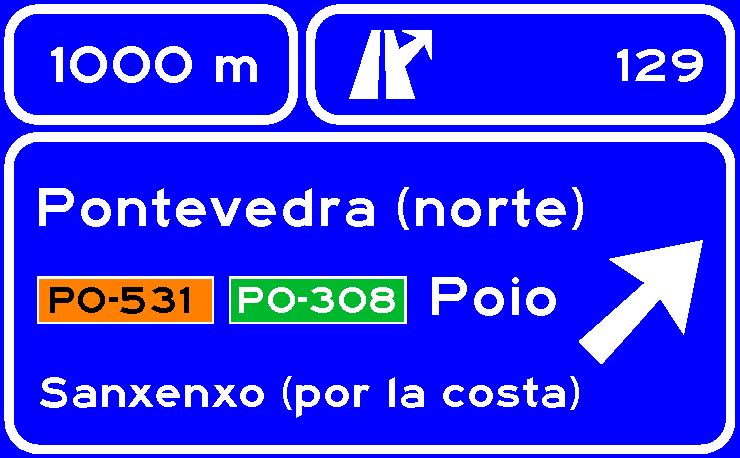 1000 m
129
Pontevedra (norte)
PO-531 PO-308 Poio
Sanxenxo (por la costa)